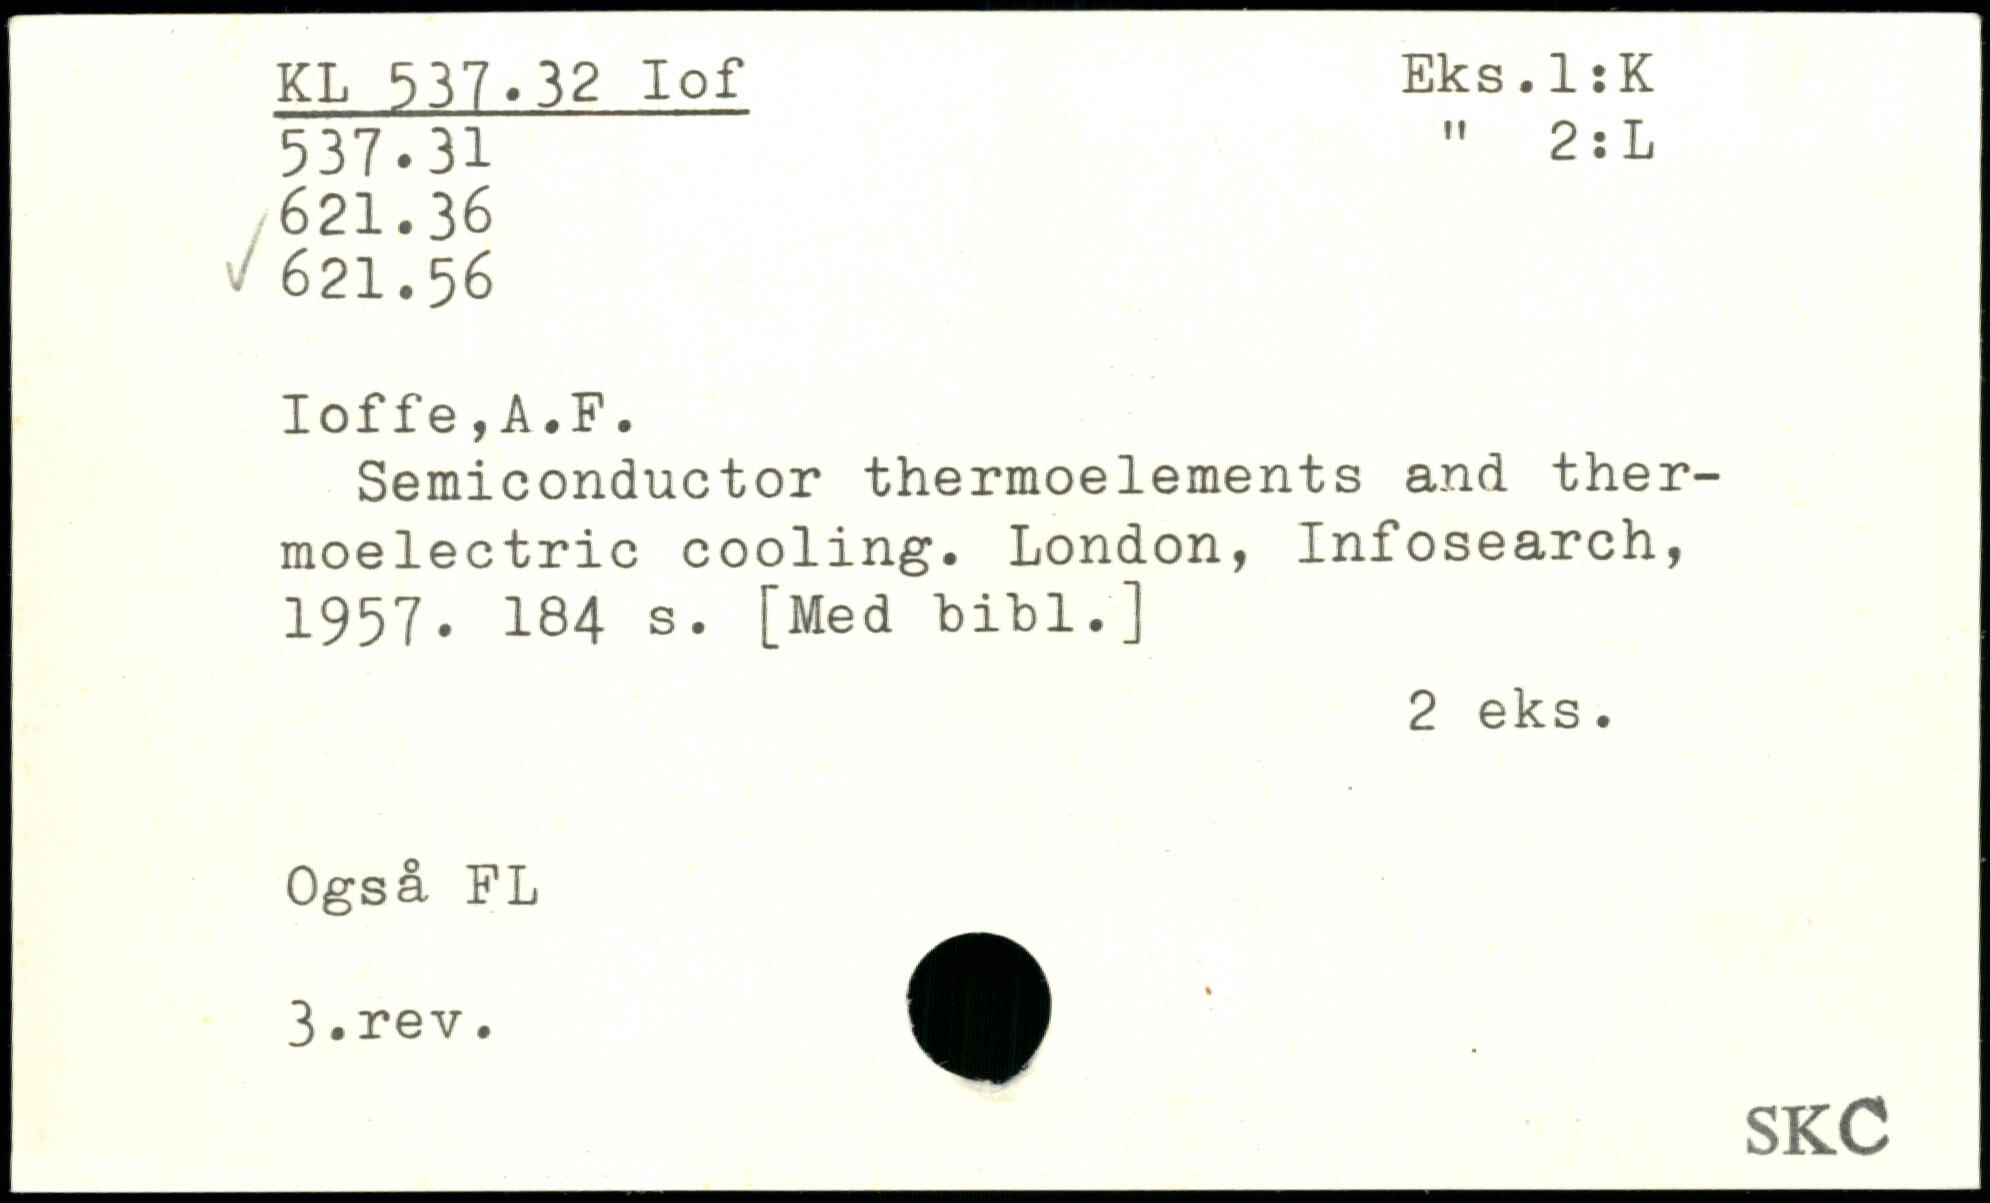 KL 537.32 Iof
Eks.1:K
537.31
" 2:L
621.36
621.56
Ioffe,A.F.
Semiconductor thermoelements and ther-
moelectric cooling. London, Infosearch,
1957. 184 s. [Med bibl.]
2 eks.
Også FL
3.rev.
SKC